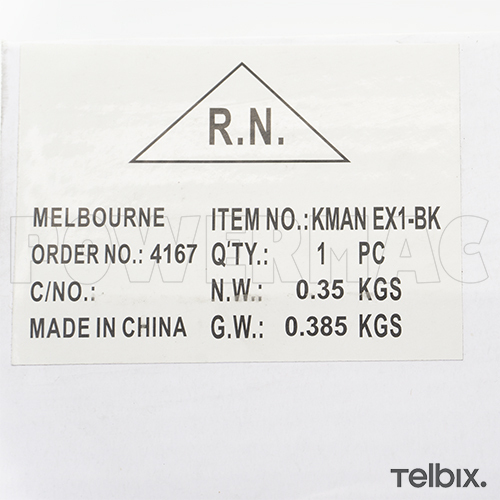 R.N.
MELBOURNE ITEM NO.:KMAN EX1-BK
ORDER NO.: 4167 Q'TY.: 1 PC
C/NO.: N.W.: 0.35 KGS
MADE IN CHINA G.W.: 0.385 KGS
POWERMAC
Telbix.